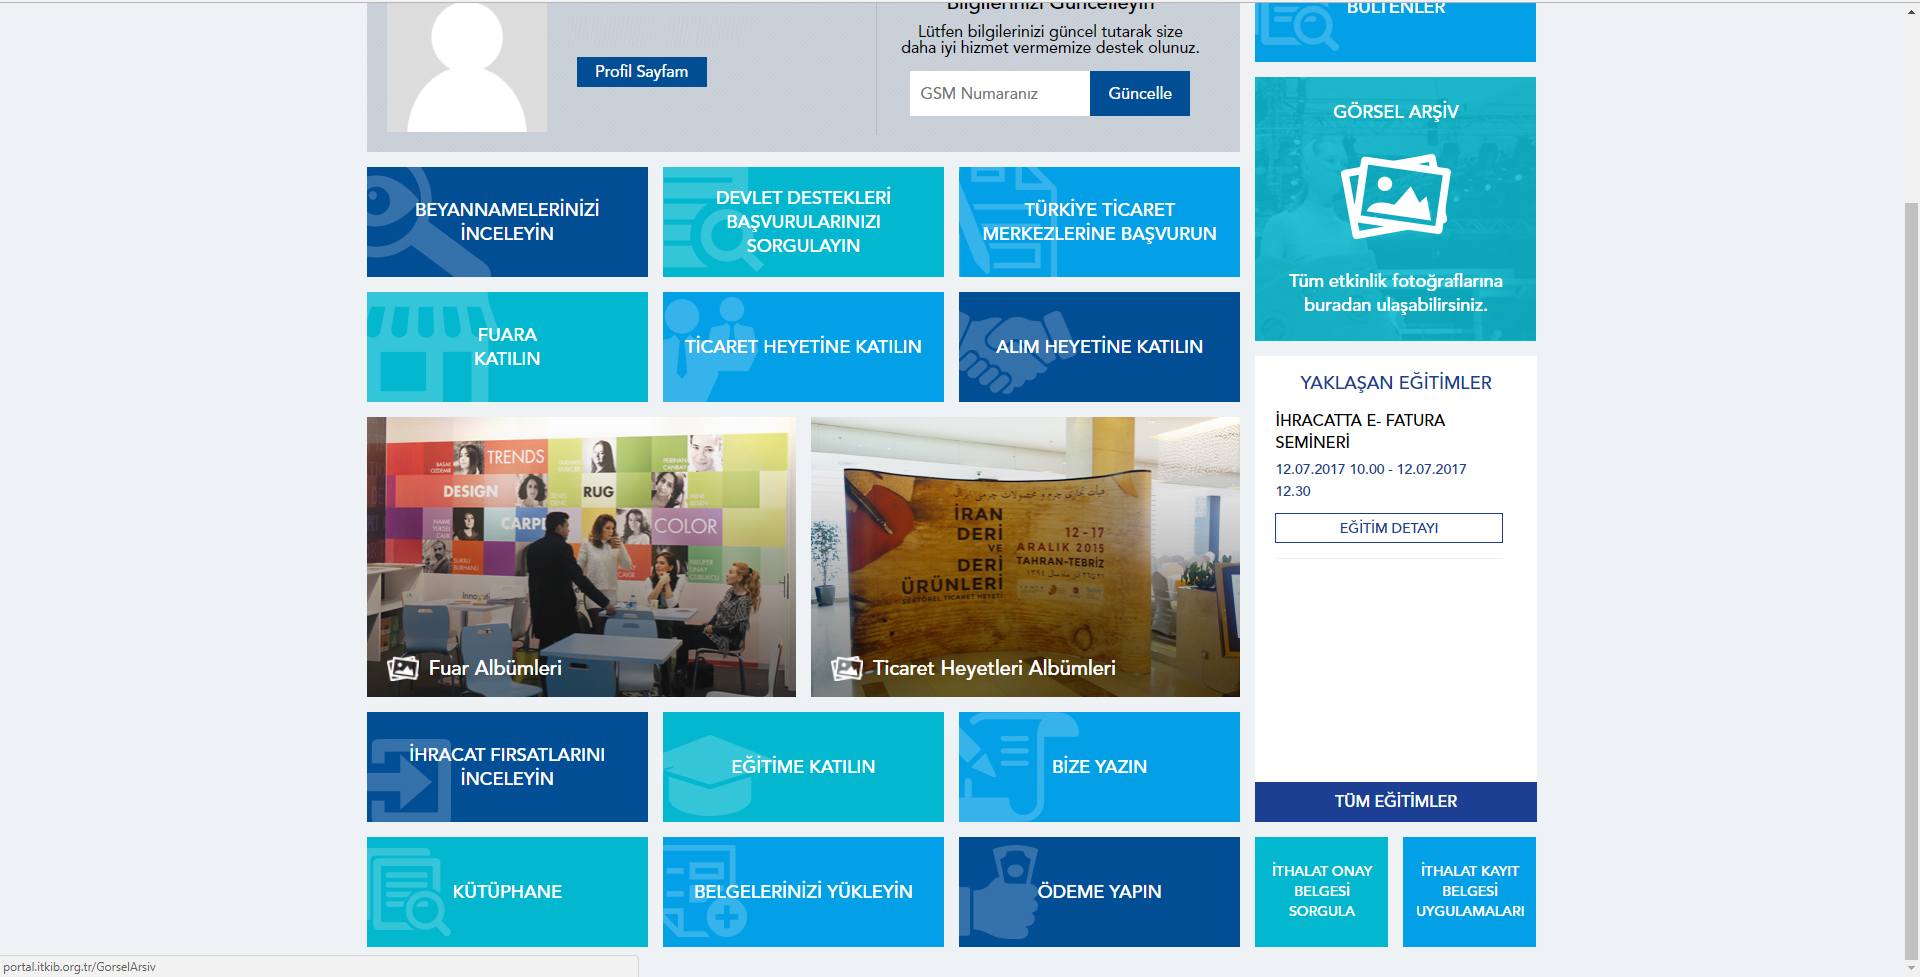 Bilgilerinizi Güncelleyin
Lütfen bilgilerinizi güncel tutarak size
daha iyi hizmet vermemize destek olunuz.
Profil Sayfam
GSM Numaranız
Güncelle
BÜLTENLER
GÖRSEL ARŞİV
Tüm etkinlik fotoğraflarına
buradan ulaşabilirsiniz.
BEYANNAMELERİNİZİ
İNCELEYİN
DEVLET DESTEKLERİ
BAŞVURULARINIZI
SORGULAYIN
TÜRKİYE TİCARET
MERKEZLERİNE BAŞVURUN
FUARA
KATILIN
TİCARET HEYETİNE KATILIN
ALIM HEYETİNE KATILIN
YAKLAŞAN EĞİTİMLER
İHRACATTA E- FATURA
SEMİNERİ
12.07.2017 10.00 - 12.07.2017
12.30
EĞİTİM DETAYI
TÜM EĞİTİMLER
TRENDS
DESIGN
RUG
CARPE
COLOR
Fuar Albümleri
İRAN
DERİ
VE
DERİ
ÜRÜNLERİ
SEKTÖREL TİCARET HEYETİ
12 - 17
ARALIK 2015
TAHRAN-TEBRİZ
Ticaret Heyetleri Albümleri
İHRACAT FIRSATLARINI
İNCELEYİN
EĞİTİME KATILIN
BİZE YAZIN
KÜTÜPHANE
BELGELERİNİZİ YÜKLEYİN
ÖDEME YAPIN
İTHALAT ONAY
BELGESİ
SORGULA
İTHALAT KAYIT
BELGESİ
UYGULAMALARI
portal.itkib.org.tr/GorselArsiv